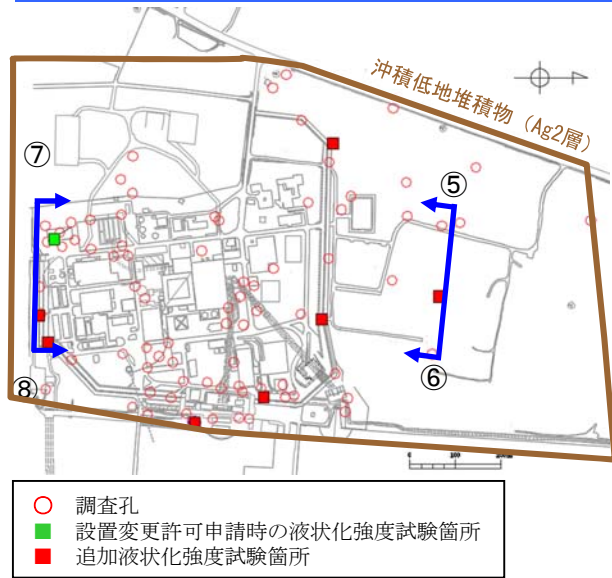 沖積低地堆積物（Ag2層）
⑦
⑤
⑥
⑧
0 100
○ 調査孔
■ 設置変更許可申請時の液状化強度試験箇所
■ 追加液状化強度試験箇所